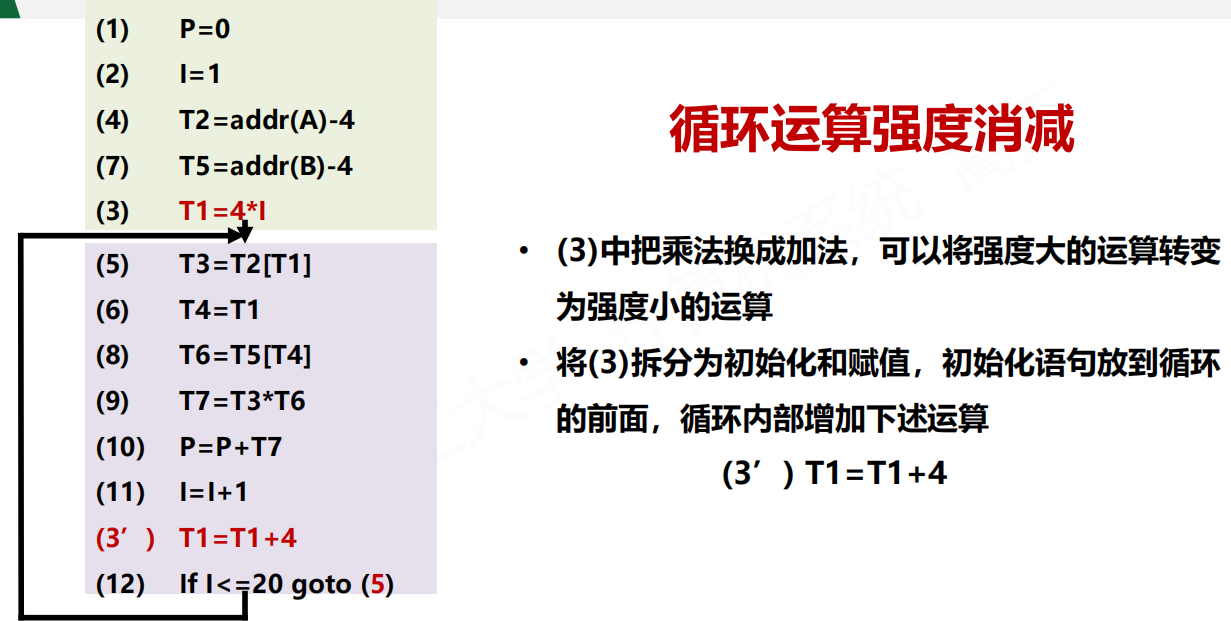 (1) P=0
(2) I=1
(4) T2=addr(A)-4
(7) T5=addr(B)-4
(3) T1=4*I
(5) T3=T2[T1]
(6) T4=T1
(8) T6=T5[T4]
(9) T7=T3*T6
(10) P=P+T7
(11) I=I+1
(3′) T1=T1+4
(12) If I<=20 goto (5)
循环运算强度消减
• (3)中把乘法换成加法，可以将强度大的运算转变
为强度小的运算
• 将(3)拆分为初始化和赋值，初始化语句放到循环
的前面，循环内部增加下述运算
(3′) T1=T1+4